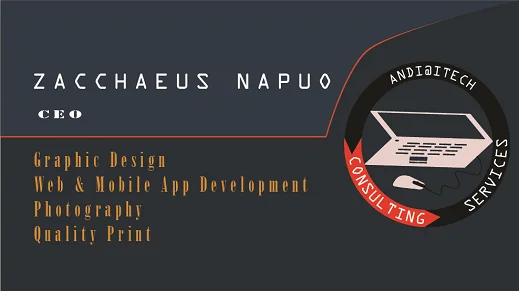 ZACCHAEUS NAPUO
CEO
Graphic Design
Web & Mobile App Development
Photography
Quality Print
ANDI@ITECH
CONSULTING
SERVICES